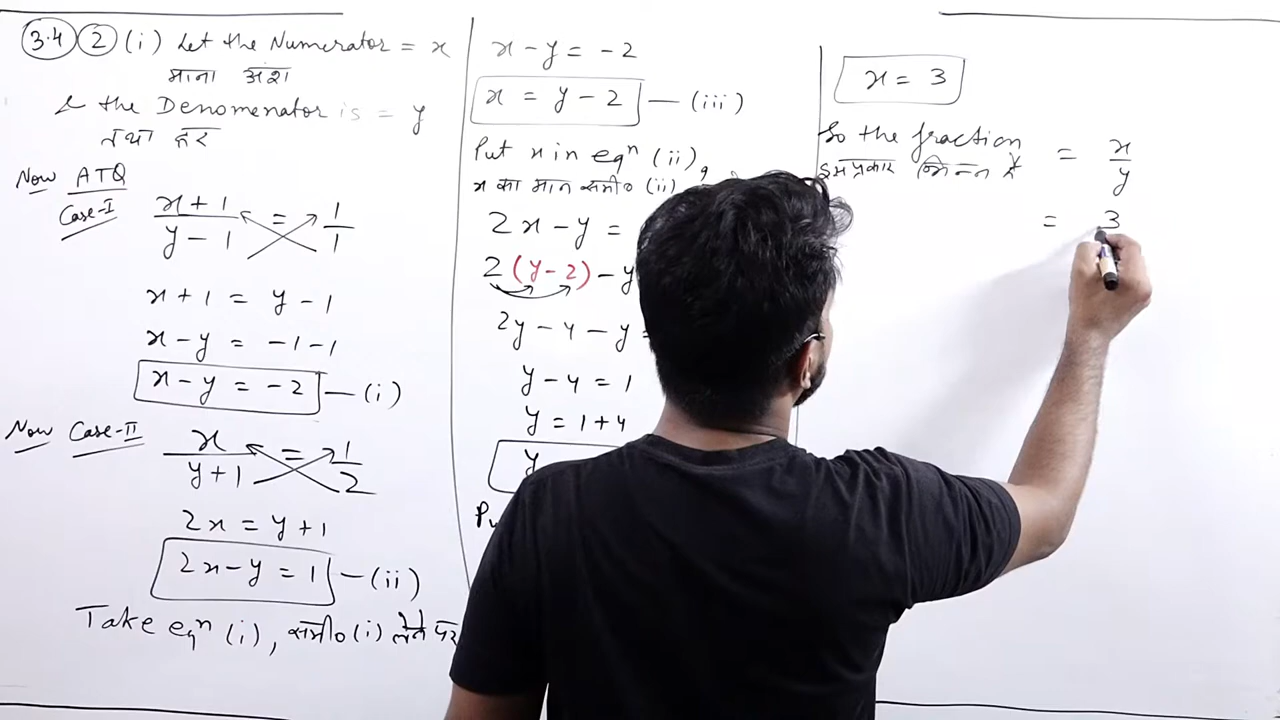 3.4 2 (i) Let the Numerator = x
माना अंश
& the Denomenator is = y
तथा हर
Now ATQ
Case-I
x+1 / y-1 = 1/1
x+1 = y-1
x-y = -1-1
x-y = -2 —(i)
Now Case-II
x / y+1 = 1/2
2x = y+1
2x-y = 1 —(ii)
Take eqn (i), समी० (i) लेने पर
x-y = -2
x = y-2 —(iii)
Put x in eqn (ii),
x का मान समी० (ii)
2x-y =
2(y-2)-y
2y-4-y =
y-4=1
y = 1+4
y
x = 3
So the fraction = x/y
इस प्रकार भिन्न है
= 3